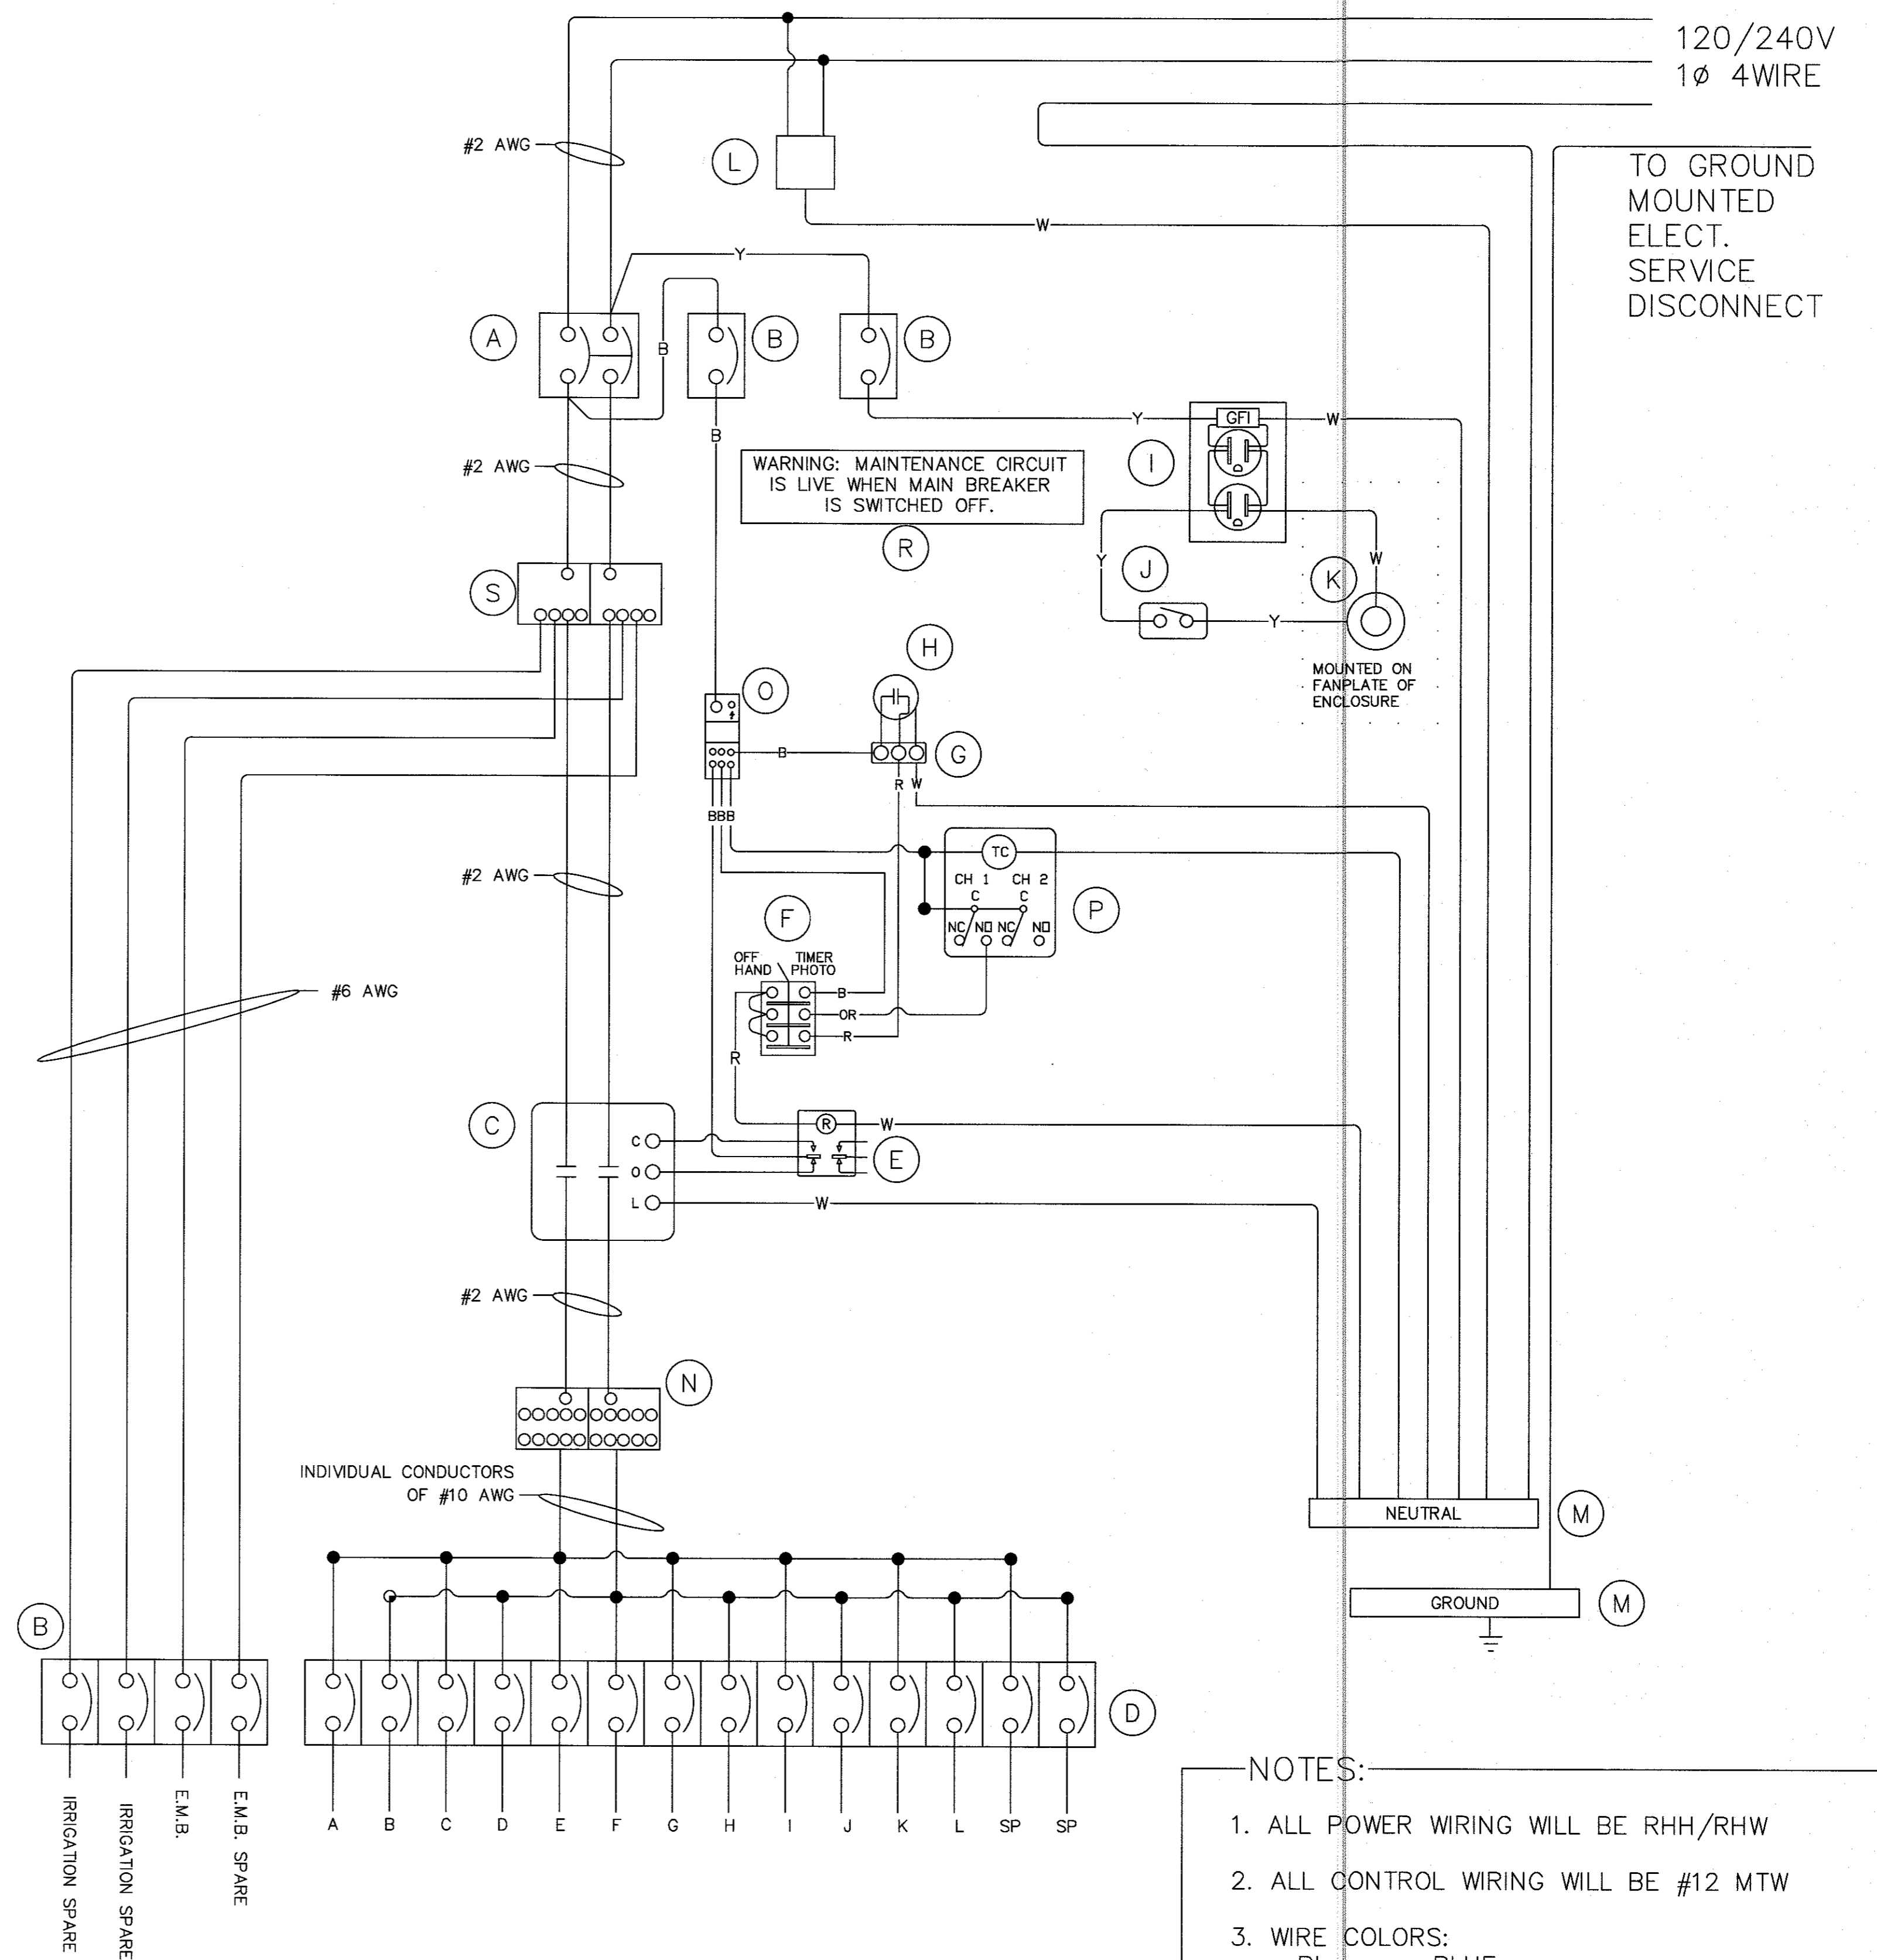 120/240V
1ø 4WIRE
#2 AWG
L
TO GROUND
MOUNTED
ELECT.
SERVICE
DISCONNECT
W
Y
A
B
B
B
B
Y
GFI
W
#2 AWG
WARNING: MAINTENANCE CIRCUIT
IS LIVE WHEN MAIN BREAKER
IS SWITCHED OFF.
I
R
Y
J
W
K
S
Y
H
MOUNTED ON
FANPLATE OF
ENCLOSURE
O
B
G
R W
BBB
TC
#2 AWG
CH 1 CH 2
C C
F
P
NC NO NC NO
OFF TIMER
HAND PHOTO
#6 AWG
B
OR
R
R
C
R
W
C
E
O
L
W
#2 AWG
N
INDIVIDUAL CONDUCTORS
OF #10 AWG
NEUTRAL
M
GROUND
M
B
D
A B C D E F G H I J K L SP SP
IRRIGATION SPARE
IRRIGATION SPARE
E.M.B.
E.M.B. SPARE
NOTES:
1. ALL POWER WIRING WILL BE RHH/RHW
2. ALL CONTROL WIRING WILL BE #12 MTW
3. WIRE COLORS: